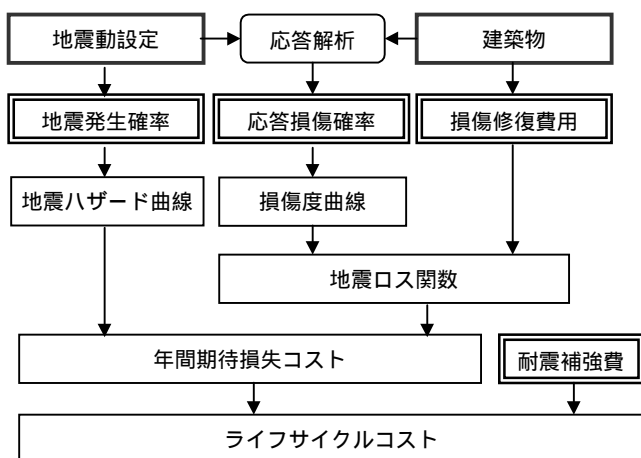 地震動設定
応答解析
建築物
地震発生確率
応答損傷確率
損傷修復費用
地震ハザード曲線
損傷度曲線
地震ロス関数
年間期待損失コスト
耐震補強費
ライフサイクルコスト